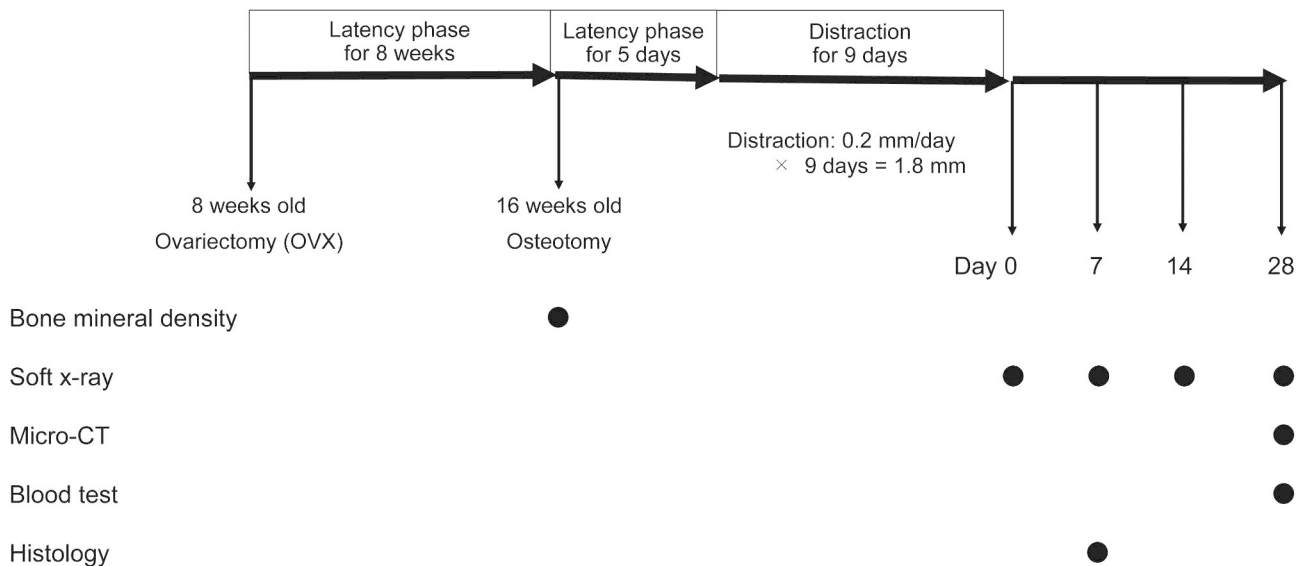 Latency phase
for 8 weeks
Latency phase
for 5 days
Distraction
for 9 days
Distraction: 0.2 mm/day
× 9 days = 1.8 mm
8 weeks old
Ovariectomy (OVX)
16 weeks old
Osteotomy
Day 0 7 14 28
Bone mineral density
Soft x-ray
Micro-CT
Blood test
Histology